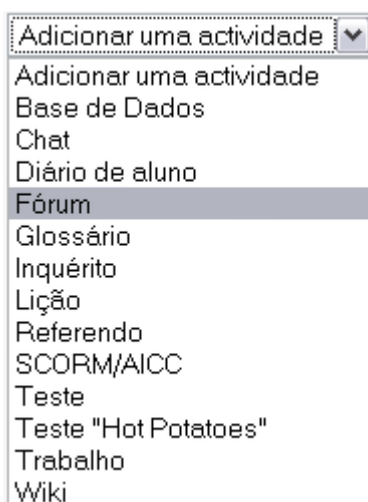 Adicionar uma actividade
Adicionar uma actividade
Base de Dados
Chat
Diário de aluno
Fórum
Glossário
Inquérito
Lição
Referendo
SCORM/AICC
Teste
Teste "Hot Potatoes"
Trabalho
Wiki